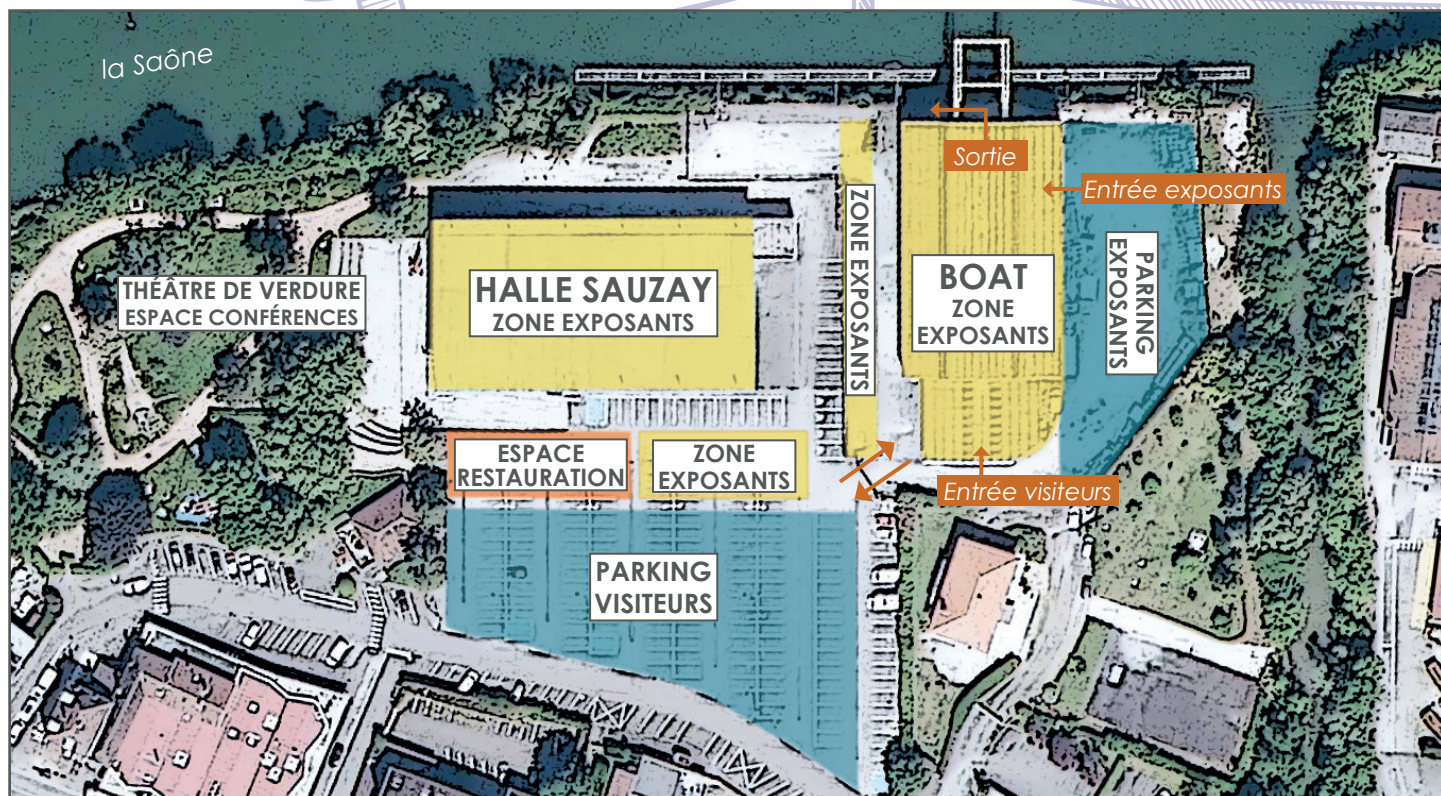 la Saône
Sortie
Entrée exposants
THÉÂTRE DE VERDURE
ESPACE CONFÉRENCES
HALLE SAUZAY
ZONE EXPOSANTS
ZONE EXPOSANTS
BOAT
ZONE
EXPOSANTS
PARKING
EXPOSANTS
ESPACE
RESTAURATION
ZONE
EXPOSANTS
Entrée visiteurs
PARKING
VISITEURS